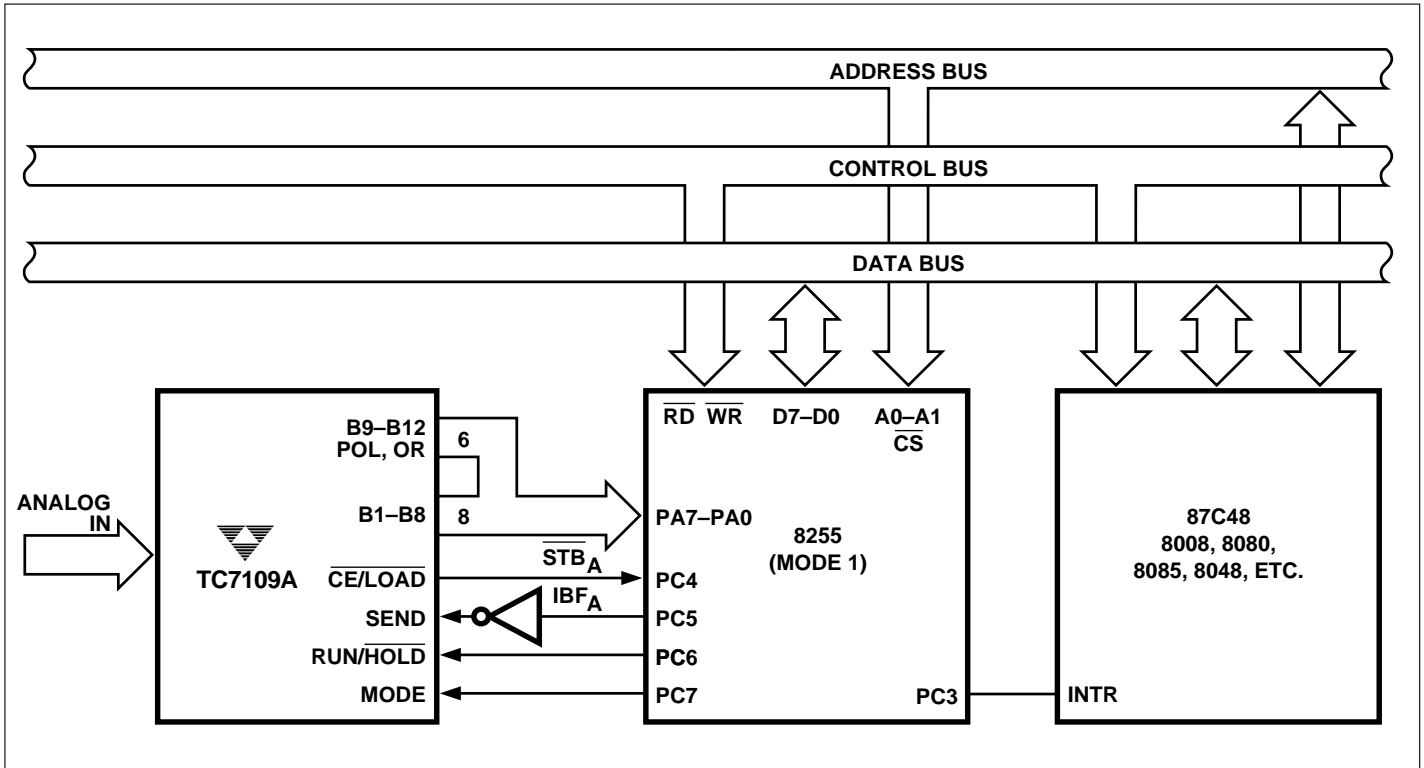 ADDRESS BUS
CONTROL BUS
DATA BUS
ANALOG
IN
B9–B12
POL, OR
6
B1–B8
8
TC7109A
CE/LOAD
SEND
RUN/HOLD
MODE
STB_A
IBF_A
RD WR D7–D0 A0–A1
CS
PA7–PA0
8255
(MODE 1)
PC4
PC5
PC6
PC7
PC3
87C48
8008, 8080,
8085, 8048, ETC.
INTR